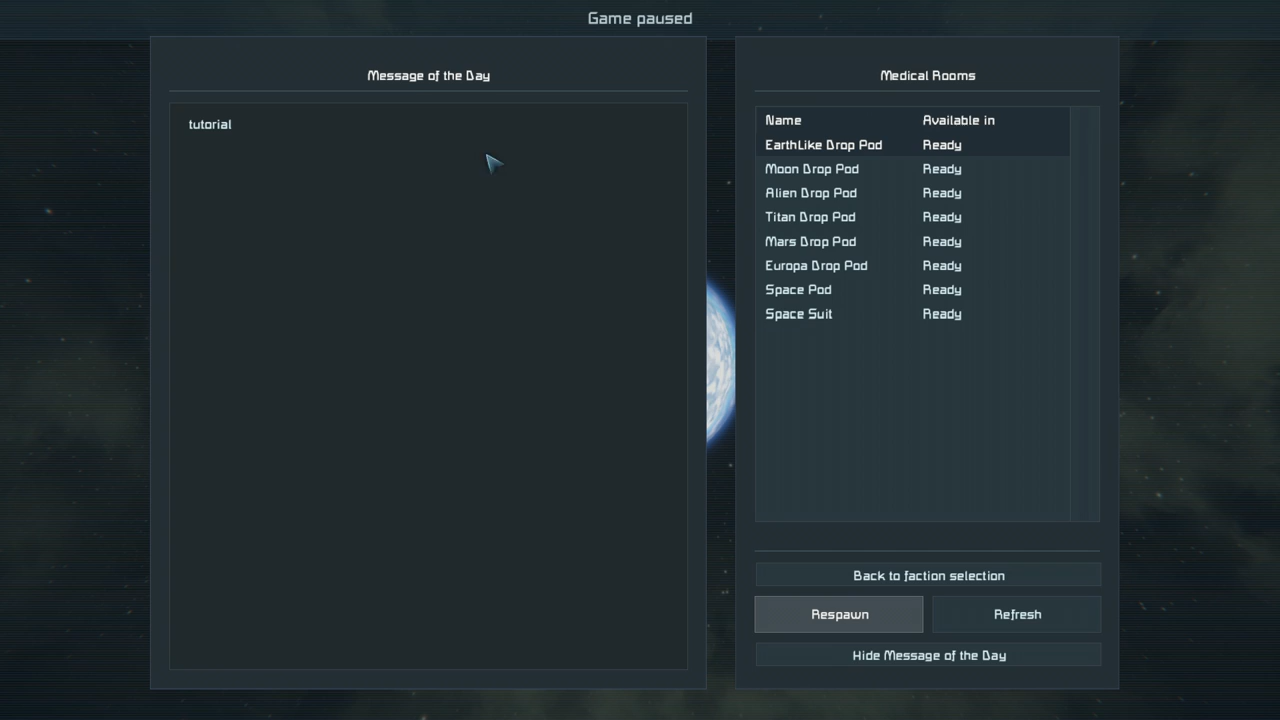 Game paused
Message of the Day
tutorial
Medical Rooms
Name Available in
EarthLike Drop Pod Ready
Moon Drop Pod Ready
Alien Drop Pod Ready
Titan Drop Pod Ready
Mars Drop Pod Ready
Europa Drop Pod Ready
Space Pod Ready
Space Suit Ready
Back to faction selection
Respawn Refresh
Hide Message of the Day